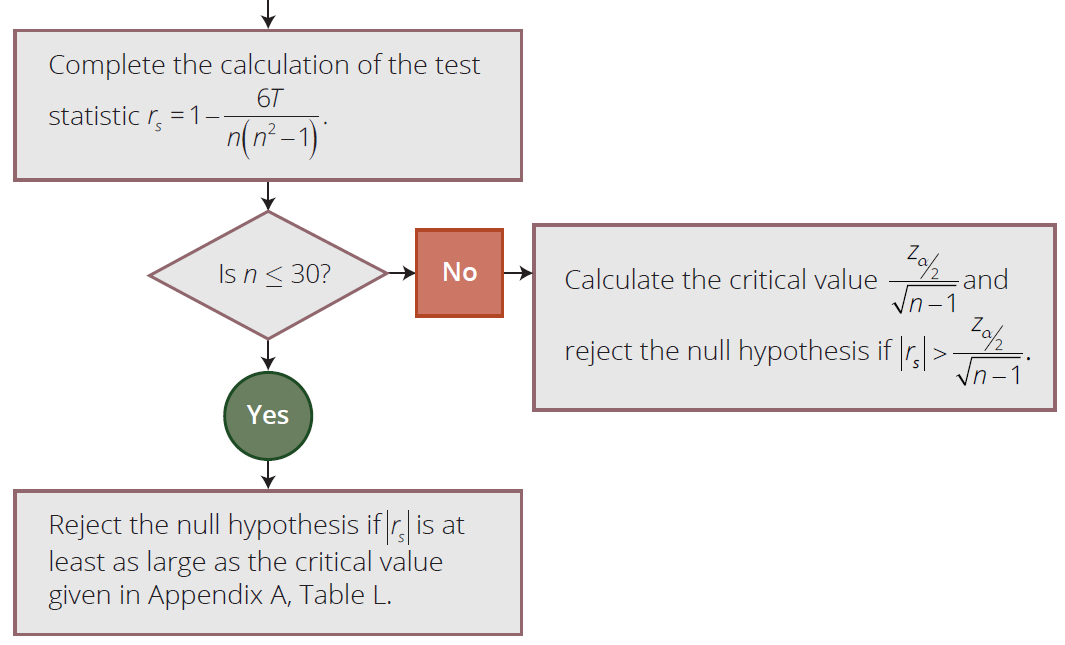 Complete the calculation of the test
statistic r_s = 1 − 6T / n(n² − 1).
Is n ≤ 30?
No
Calculate the critical value z_{α/2} / √(n − 1) and
reject the null hypothesis if |r_s| > z_{α/2} / √(n − 1).
Yes
Reject the null hypothesis if |r_s| is at
least as large as the critical value
given in Appendix A, Table L.